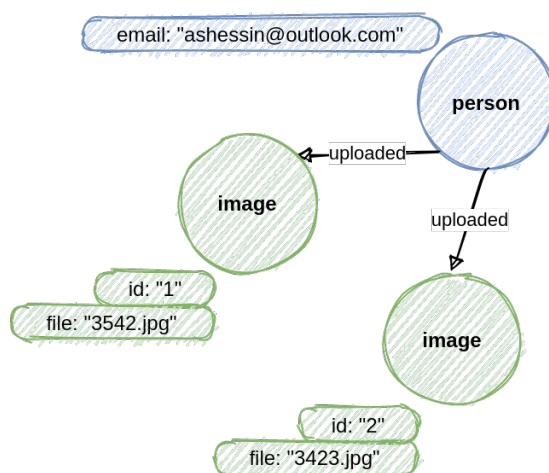 email: "ashessin@outlook.com"
person
uploaded
image
uploaded
id: "1"
file: "3542.jpg"
image
id: "2"
file: "3423.jpg"